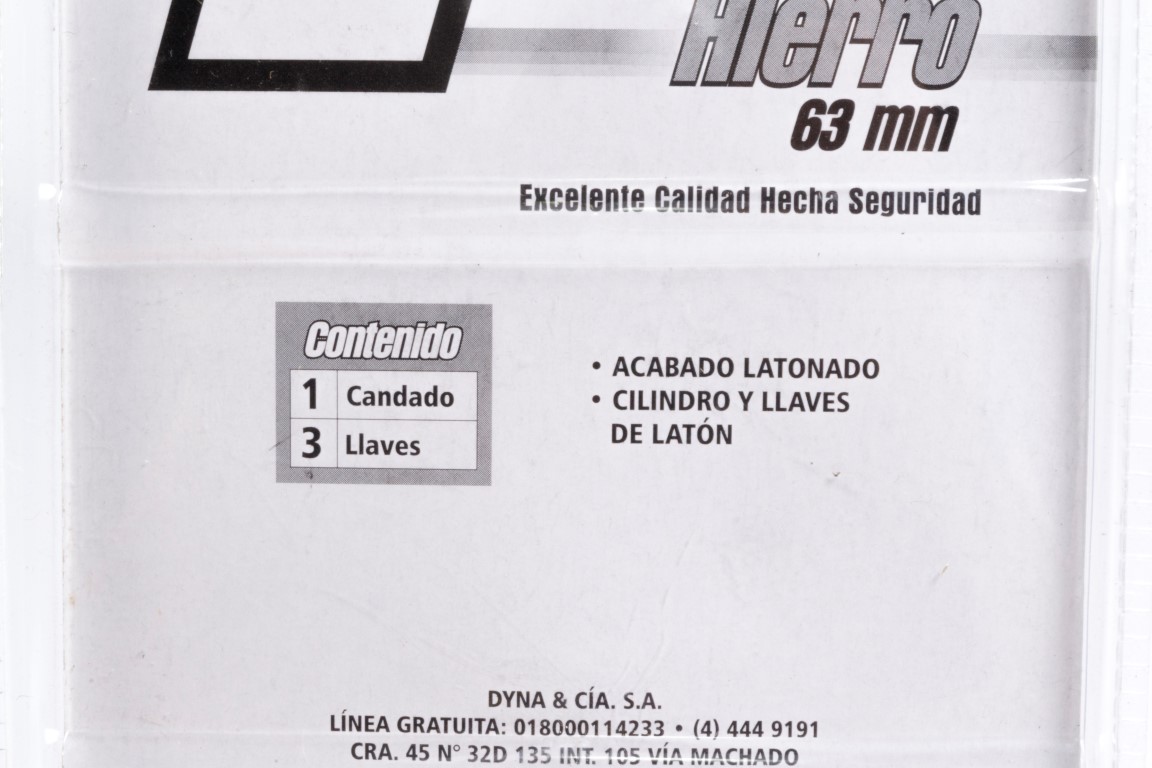 Hierro
63 mm
Excelente Calidad Hecha Seguridad
Contenido
1 Candado
3 Llaves
• ACABADO LATONADO
• CILINDRO Y LLAVES
DE LATÓN
DYNA & CÍA. S.A.
LÍNEA GRATUITA: 018000114233 • (4) 444 9191
CRA. 45 N° 32D 135 INT. 105 VÍA MACHADO